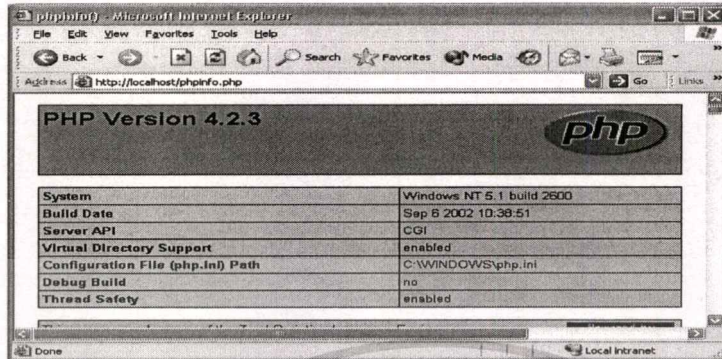 phpinfo() - Microsoft Internet Explorer
File Edit View Favorites Tools Help
Back Search Favorites Media
Address http://localhost/phpinfo.php Go Links »
PHP Version 4.2.3
php
System Windows NT 5.1 build 2600
Build Date Sep 6 2002 10:38:51
Server API CGI
Virtual Directory Support enabled
Configuration File (php.ini) Path C:\WINDOWS\php.ini
Debug Build no
Thread Safety enabled
Done Local intranet